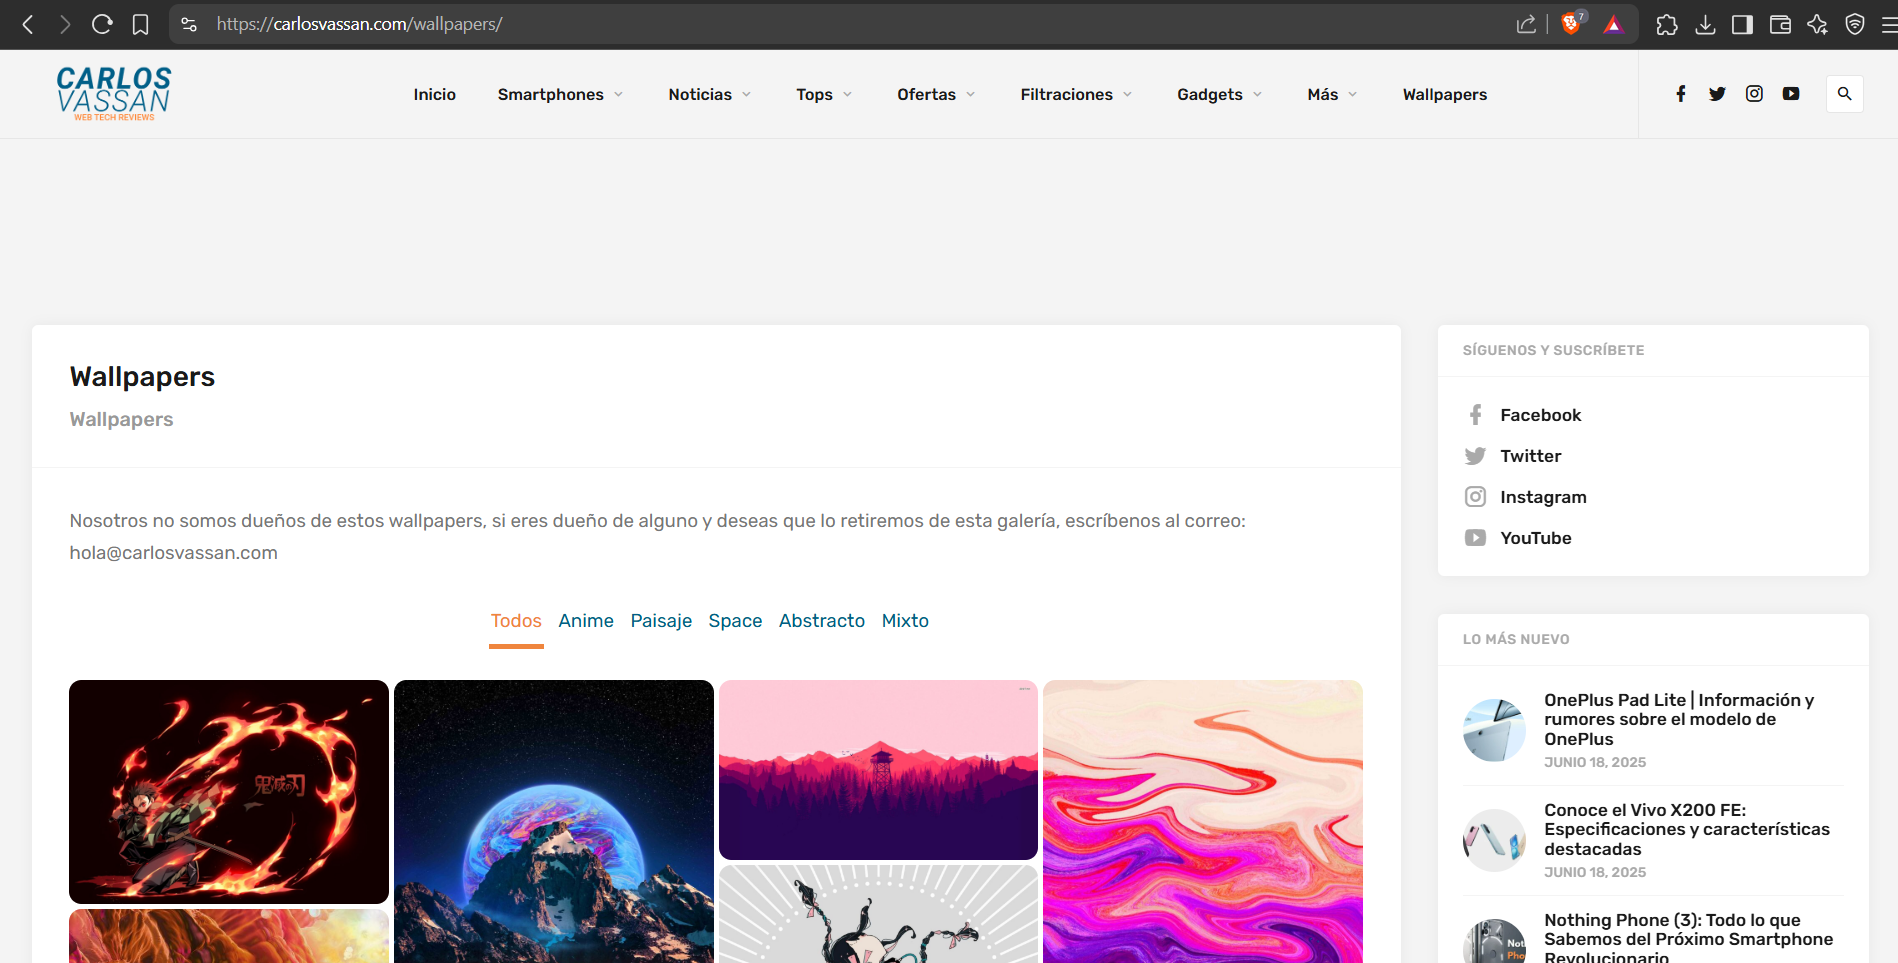 https://carlosvassan.com/wallpapers/
7
CARLOS
VASSAN
WEB TECH REVIEWS
Inicio
Smartphones
Noticias
Tops
Ofertas
Filtraciones
Gadgets
Más
Wallpapers
Wallpapers
Wallpapers
Nosotros no somos dueños de estos wallpapers, si eres dueño de alguno y deseas que lo retiremos de esta galería, escríbenos al correo:
hola@carlosvassan.com
Todos
Anime
Paisaje
Space
Abstracto
Mixto
鬼滅の刃
SÍGUENOS Y SUSCRÍBETE
Facebook
Twitter
Instagram
YouTube
LO MÁS NUEVO
OnePlus Pad Lite | Información y
rumores sobre el modelo de
OnePlus
JUNIO 18, 2025
Conoce el Vivo X200 FE:
Especificaciones y características
destacadas
JUNIO 18, 2025
Nothing Phone (3): Todo lo que
Sabemos del Próximo Smartphone
Revolucionario